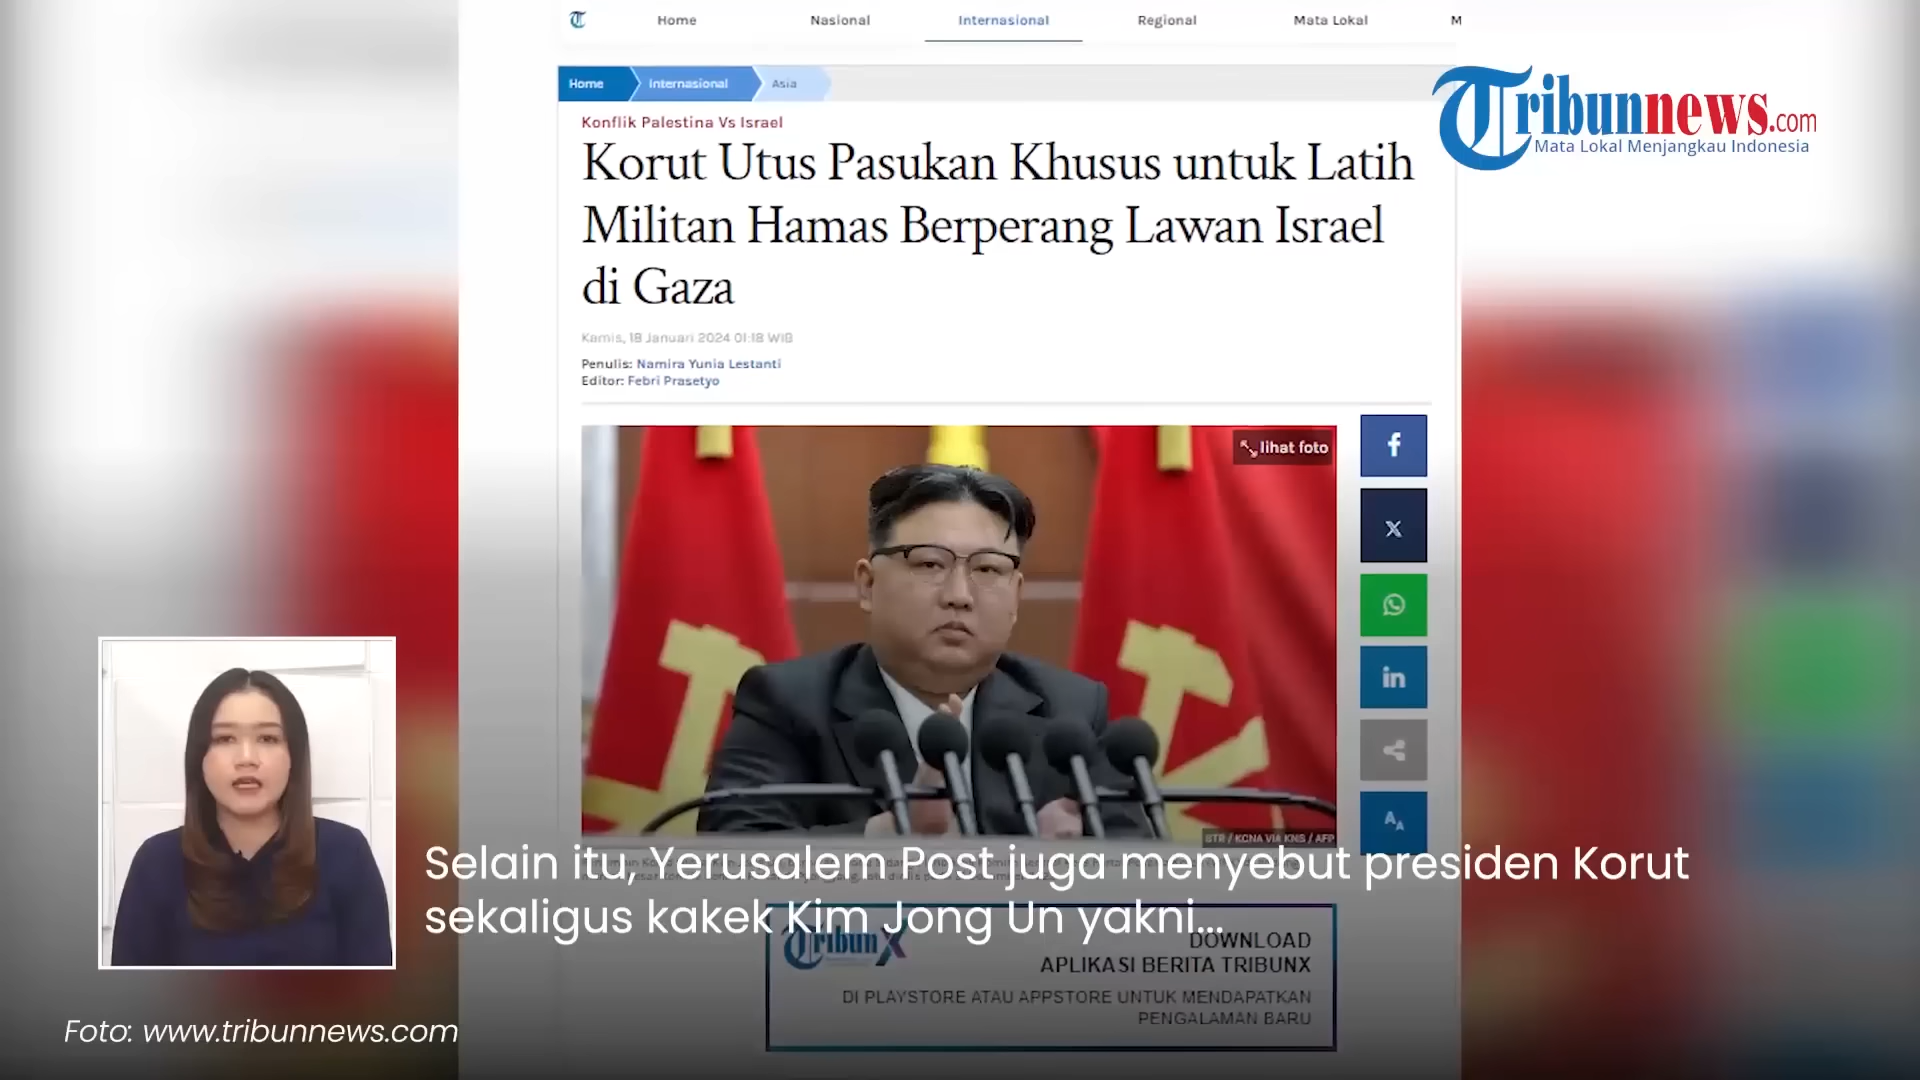 Home Nasional Internasional Regional Mata Lokal M
Home Internasional Asia
Tribunnews.com
Mata Lokal Menjangkau Indonesia
Konflik Palestina Vs Israel
Korut Utus Pasukan Khusus untuk Latih
Militan Hamas Berperang Lawan Israel
di Gaza
Kamis, 18 Januari 2024 01:18 WIB
Penulis: Namira Yunia Lestanti
Editor: Febri Prasetyo
lihat foto
STR / KCNA VIA KNS / AFP
Selain itu, Yerusalem Post juga menyebut presiden Korut
sekaligus kakek Kim Jong Un yakni...
Tribun X
DOWNLOAD
APLIKASI BERITA TRIBUNX
DI PLAYSTORE ATAU APPSTORE UNTUK MENDAPATKAN
PENGALAMAN BARU
Foto: www.tribunnews.com